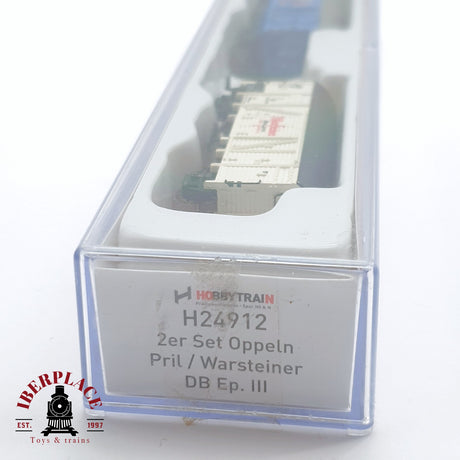 HOBBYTRAIN
H24912
2er Set Oppeln
Pril / Warsteiner
DB Ep. III
IBERPLACE
EST. 1997
Toys & trains